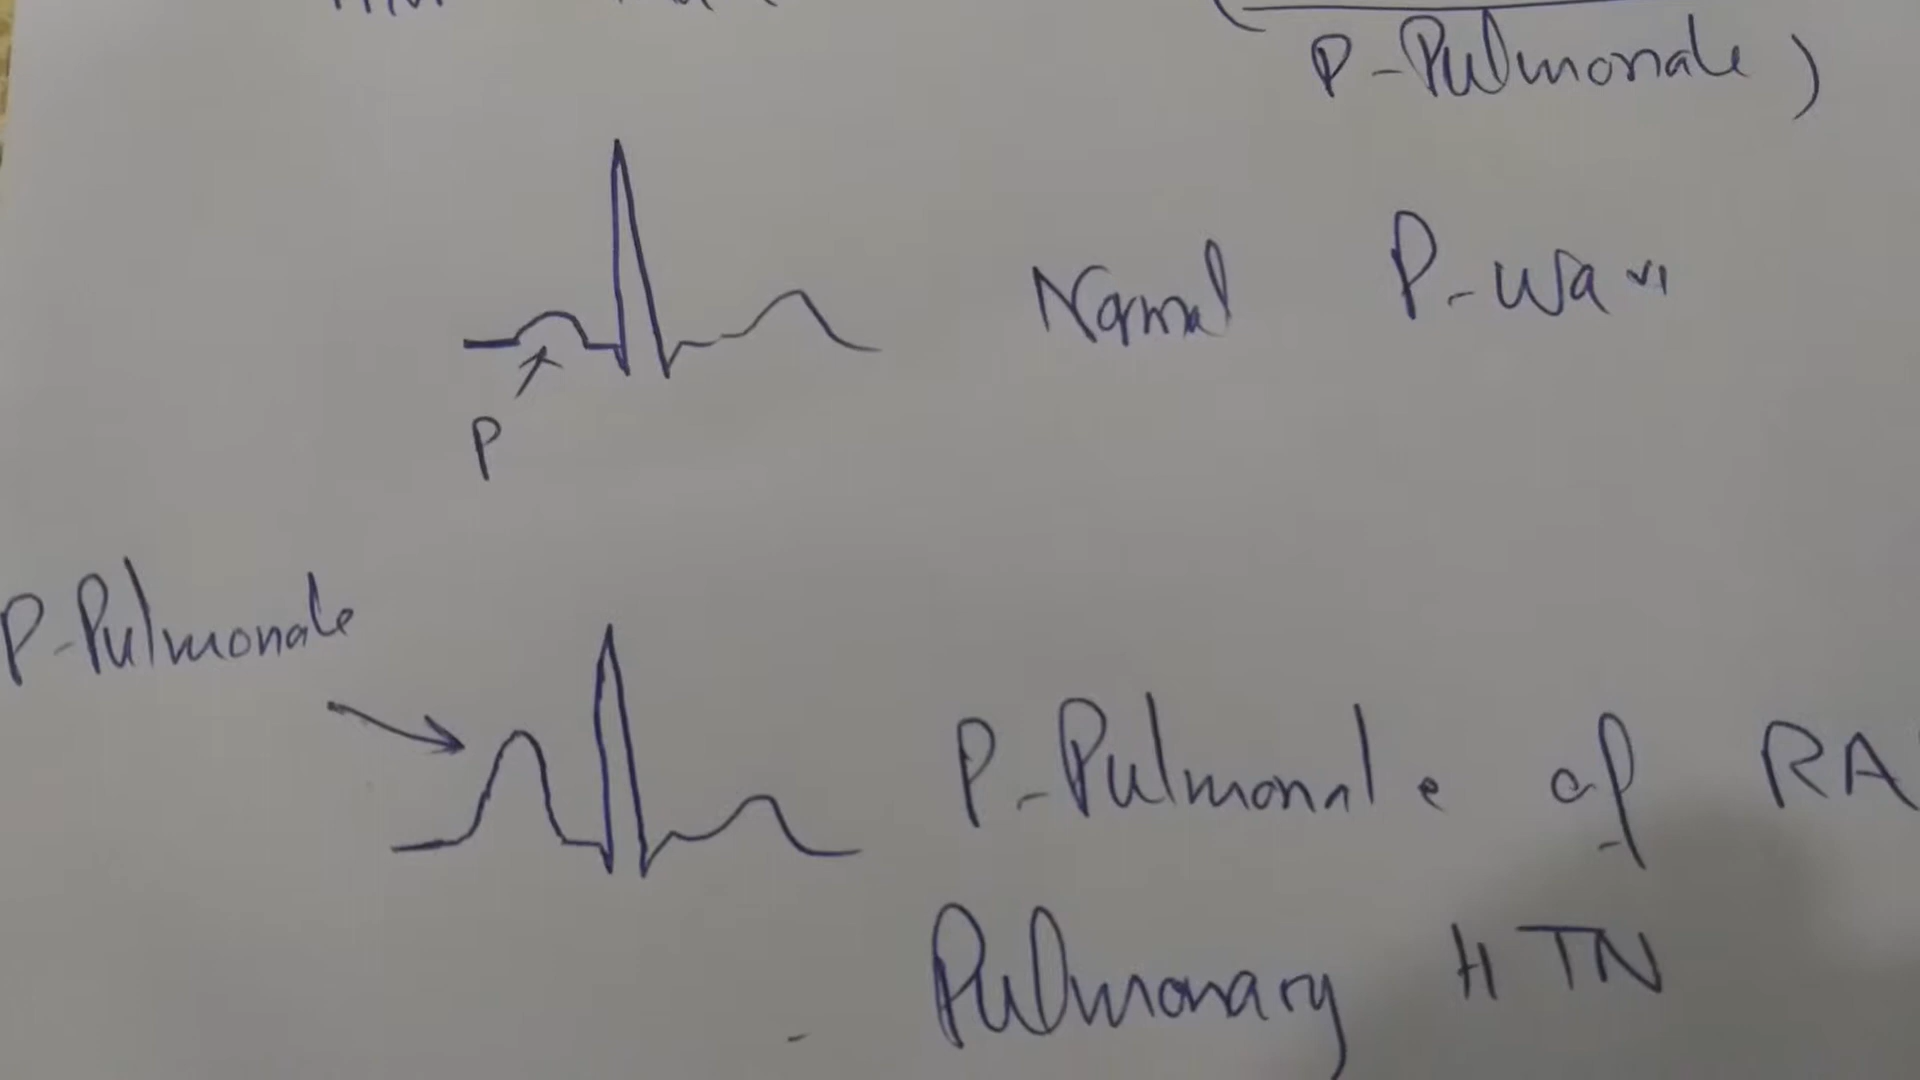 P-Pulmonale)
Normal P-wave
P
P-Pulmonale
P-Pulmonale of RA
Pulmonary HTN